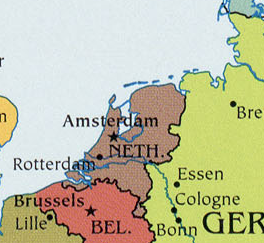 r
Amsterdam
Bre
n
NETH.
Rotterdam
Essen
Brussels
Cologne
Lille
GER
BEL.
Bonn